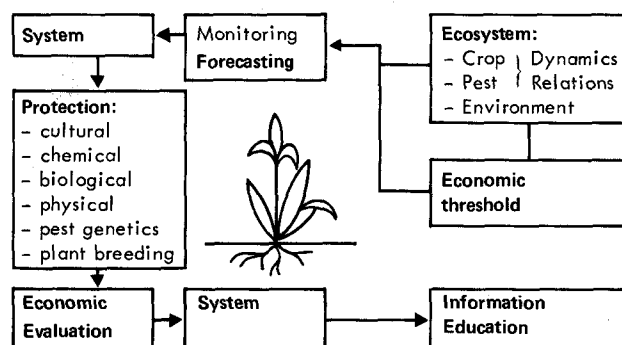 System
Monitoring
Forecasting
Ecosystem:
- Crop } Dynamics
- Pest } Relations
- Environment
Protection:
- cultural
- chemical
- biological
- physical
- pest genetics
- plant breeding
Economic
threshold
Economic
Evaluation
System
Information
Education